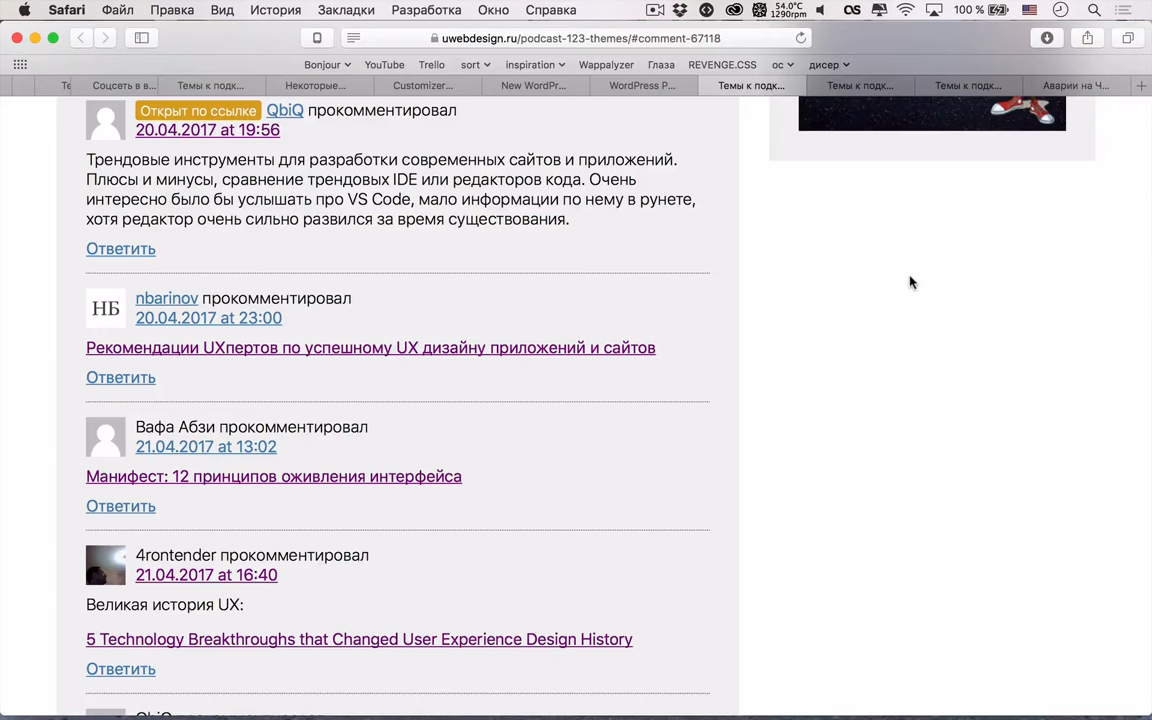 Safari Файл Правка Вид История Закладки Разработка Окно Справка 54.0°C 1290rpm 100 %
uwebdesign.ru/podcast-123-themes/#comment-67118
Bonjour YouTube Trello sort inspiration Wappalyzer Глаза REVENGE.CSS ос дисер
Те Соцсеть в в... Темы к подк... Некоторые... Customizer... New WordPr... WordPress P... Темы к подк... Темы к подк... Темы к подк... Аварии на Ч...
Открыт по ссылке QbiQ прокомментировал
20.04.2017 at 19:56
Трендовые инструменты для разработки современных сайтов и приложений.
Плюсы и минусы, сравнение трендовых IDE или редакторов кода. Очень
интересно было бы услышать про VS Code, мало информации по нему в рунете,
хотя редактор очень сильно развился за время существования.
Ответить
НБ
nbarinov прокомментировал
20.04.2017 at 23:00
Рекомендации UXпертов по успешному UX дизайну приложений и сайтов
Ответить
Вафа Абзи прокомментировал
21.04.2017 at 13:02
Манифест: 12 принципов оживления интерфейса
Ответить
4rontender прокомментировал
21.04.2017 at 16:40
Великая история UX:
5 Technology Breakthroughs that Changed User Experience Design History
Ответить